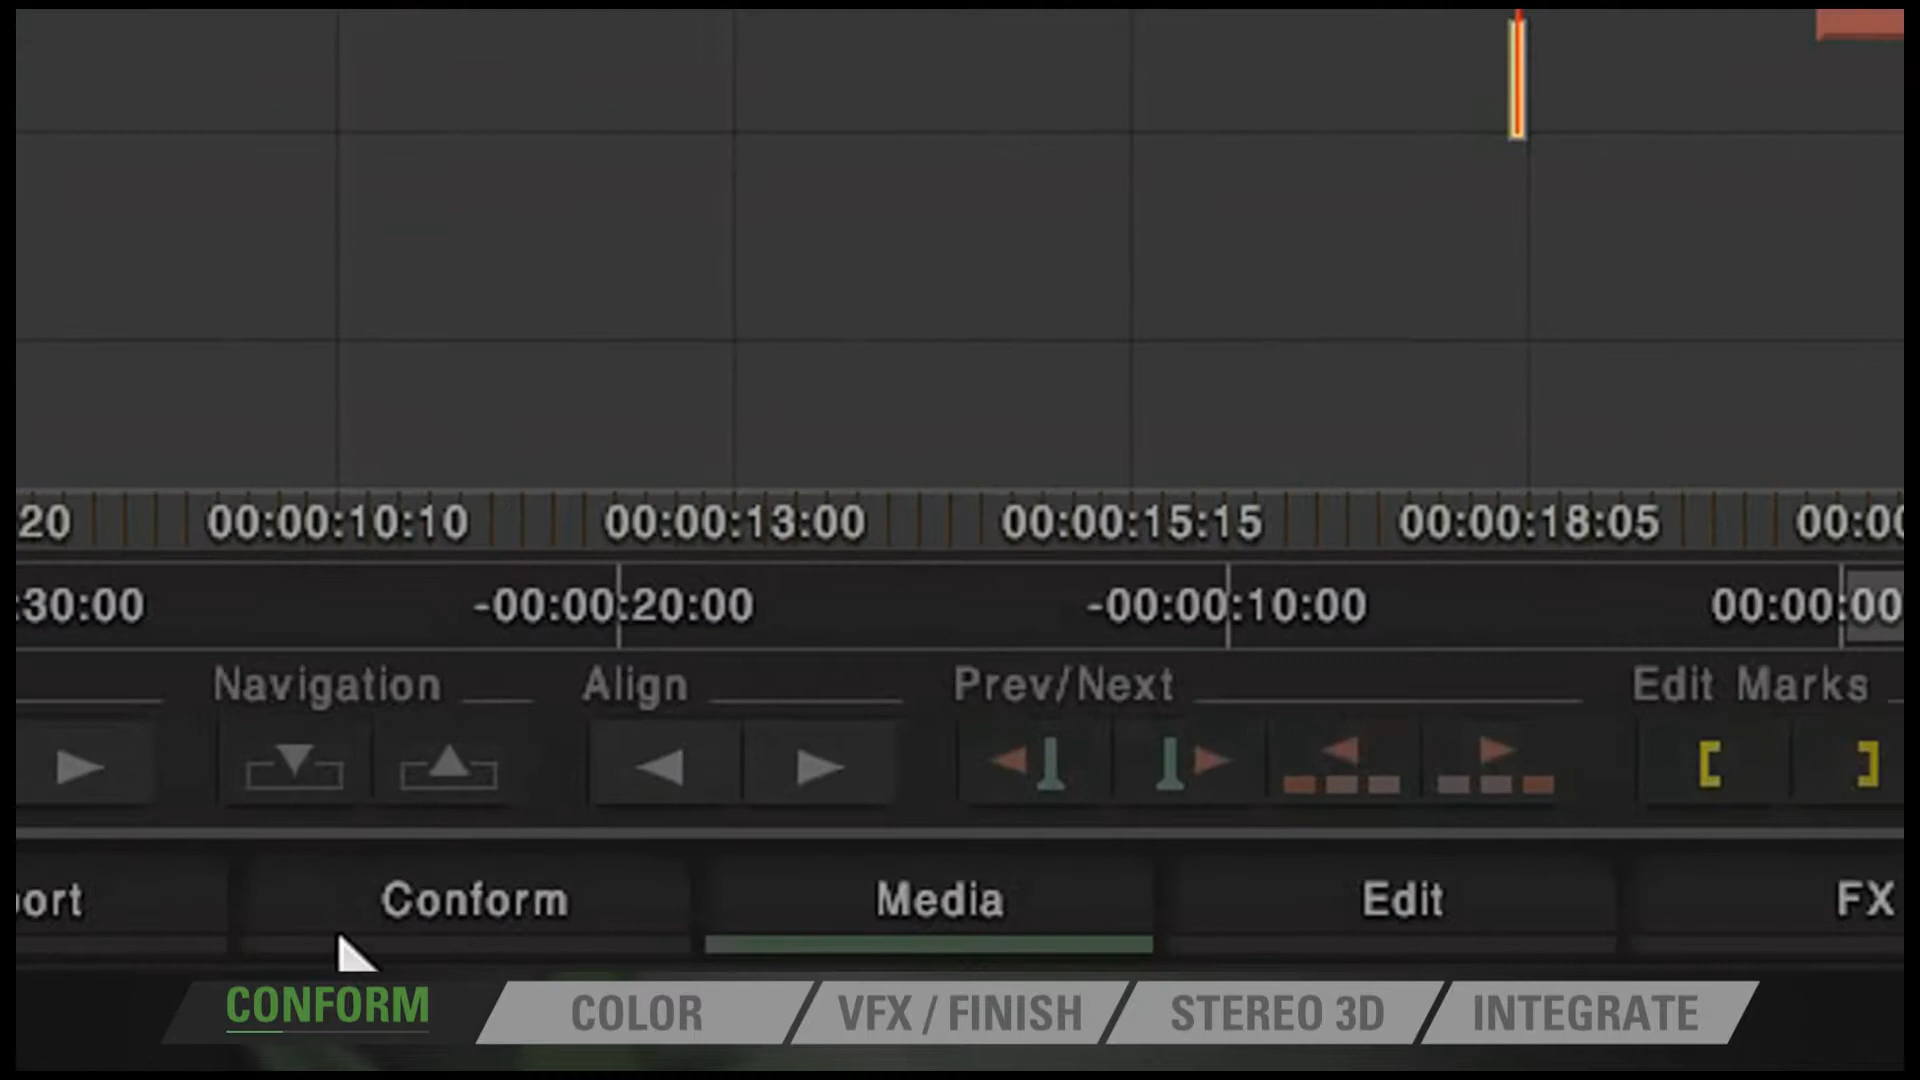 20 00:00:10:10 00:00:13:00 00:00:15:15 00:00:18:05 00:00
:30:00 -00:00:20:00 -00:00:10:00 00:00:00
Navigation Align Prev/Next Edit Marks
ort Conform Media Edit FX
CONFORM COLOR VFX / FINISH STEREO 3D INTEGRATE